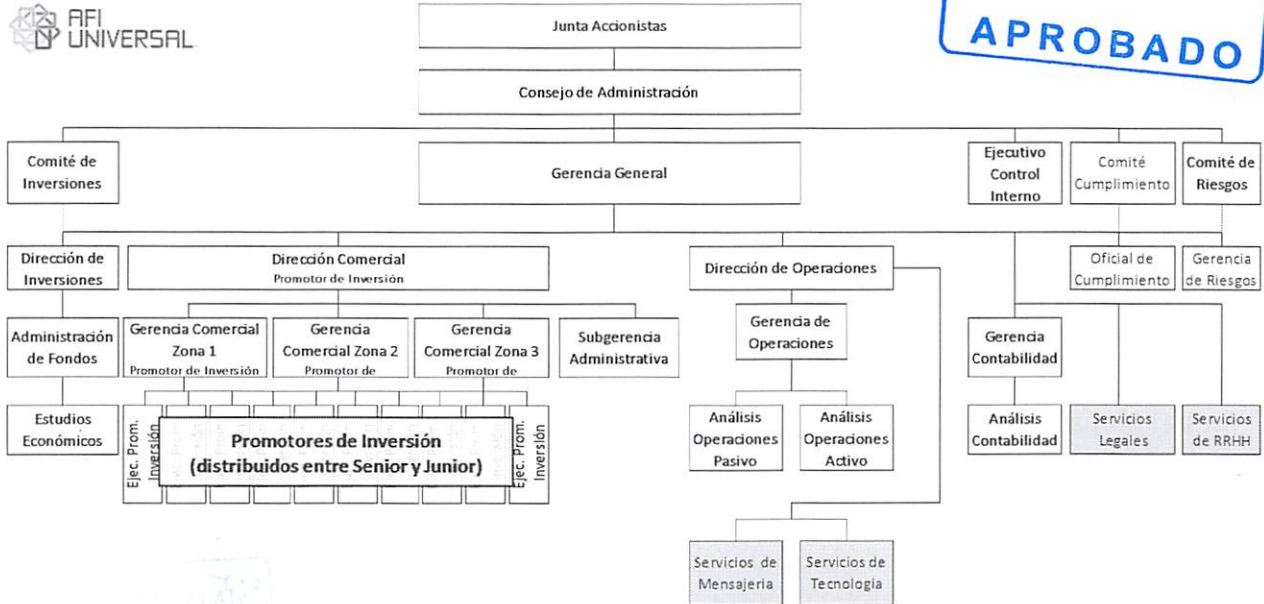 AFI
UNIVERSAL
APROBADO
Junta Accionistas
Consejo de Administración
Comité de
Inversiones
Gerencia General
Ejecutivo
Control
Interno
Comité
Cumplimiento
Comité de
Riesgos
Dirección de
Inversiones
Dirección Comercial
Promotor de Inversión
Dirección de Operaciones
Oficial de
Cumplimiento
Gerencia
de Riesgos
Administración
de Fondos
Gerencia Comercial
Zona 1
Promotor de Inversión
Gerencia
Comercial Zona 2
Promotor de
Gerencia
Comercial Zona 3
Promotor de
Subgerencia
Administrativa
Gerencia de
Operaciones
Gerencia
Contabilidad
Estudios
Económicos
Ejec. Prom.
Inversión
Promotores de Inversión
(distribuidos entre Senior y Junior)
Ejec. Prom.
Inversión
Análisis
Operaciones
Pasivo
Análisis
Operaciones
Activo
Análisis
Contabilidad
Servicios
Legales
Servicios
de RRHH
Servicios de
Mensajeria
Servicios de
Tecnologia